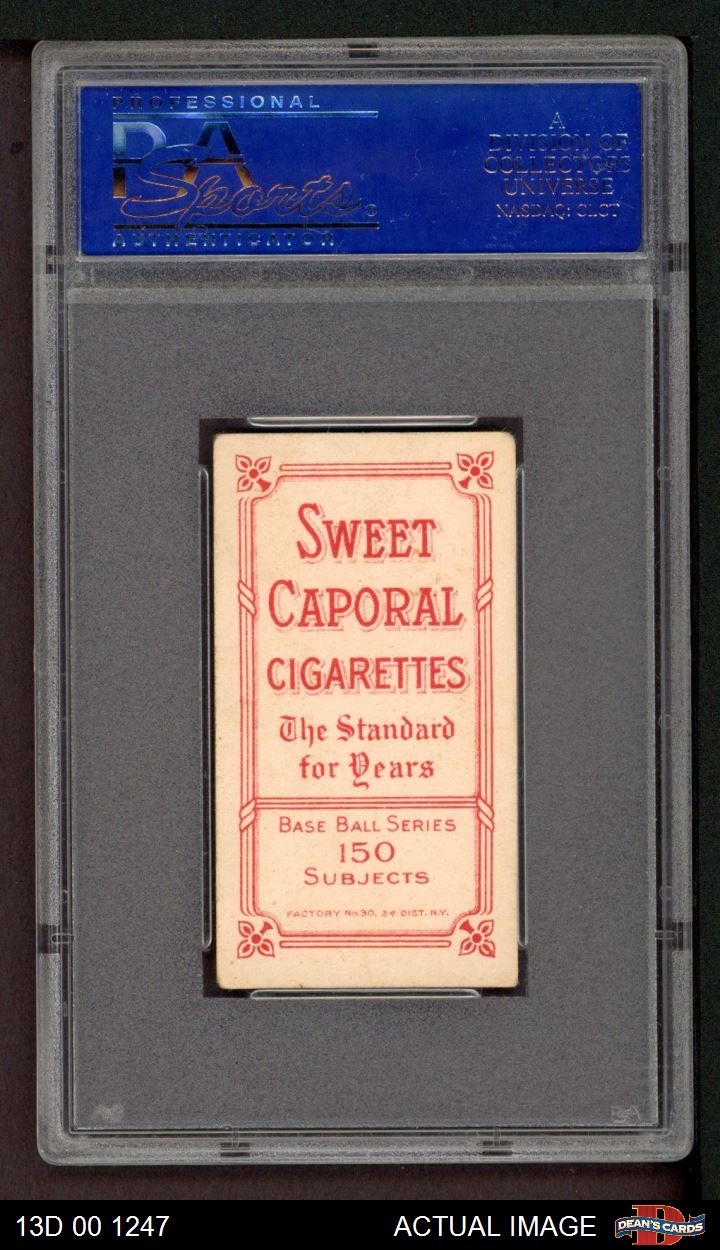 PROFESSIONAL
PSA
Sports
AUTHENTICATOR
A
DIVISION OF
COLLECTORS
UNIVERSE
NASDAQ: CLCT
SWEET
CAPORAL
CIGARETTES
The Standard
for Years
BASE BALL SERIES
150
SUBJECTS
FACTORY No. 30, 2d DIST. N.Y.
PSA
13D 00 1247
ACTUAL IMAGE
D
DEAN'S CARDS